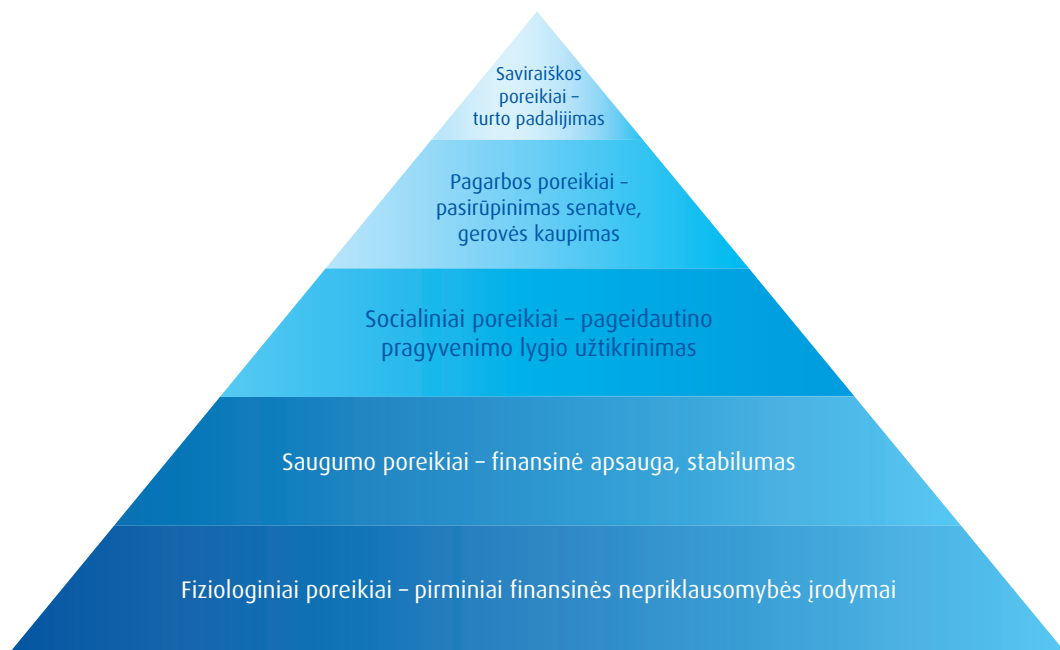 Saviraiškos
poreikiai –
turto padalijimas
Pagarbos poreikiai –
pasirūpinimas senatve,
gerovės kaupimas
Socialiniai poreikiai – pageidautino
pragyvenimo lygio užtikrinimas
Saugumo poreikiai – finansinė apsauga, stabilumas
Fiziologiniai poreikiai – pirminiai finansinės nepriklausomybės įrodymai